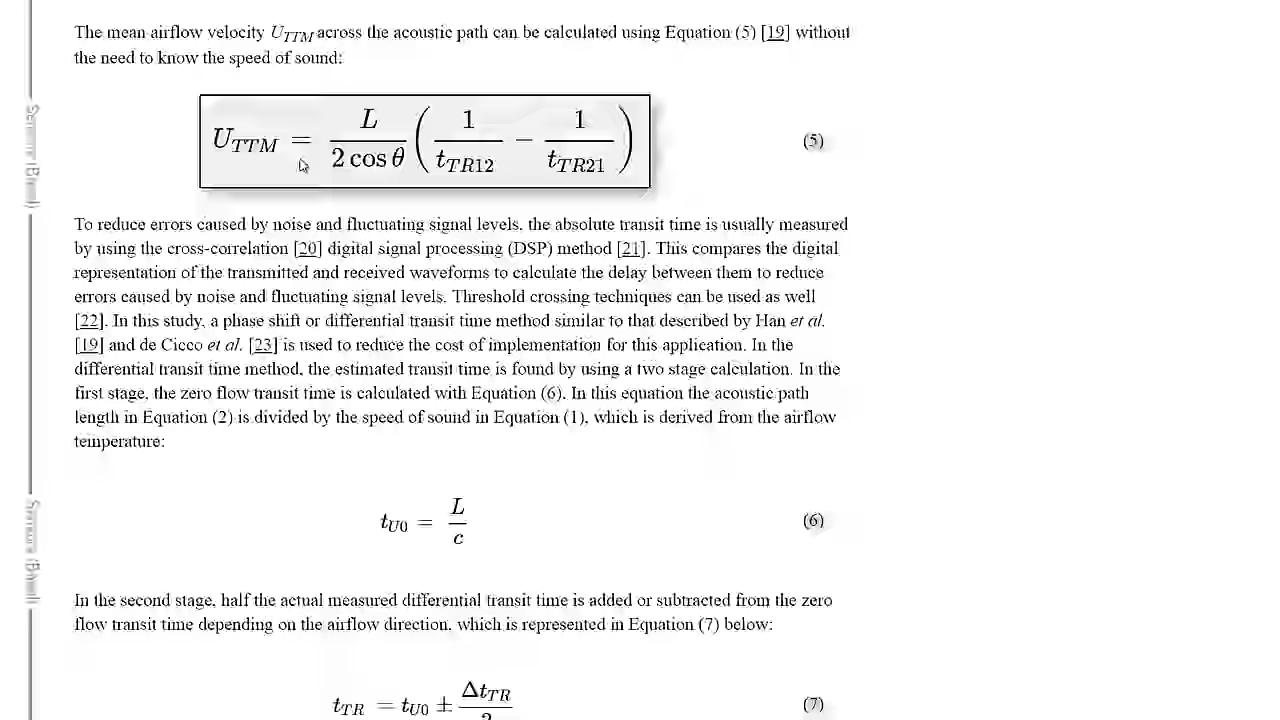 The mean airflow velocity U_TTM across the acoustic path can be calculated using Equation (5) [19] without
the need to know the speed of sound:
U_TTM = L / (2 cos θ) (1 / t_TR12 − 1 / t_TR21) (5)
To reduce errors caused by noise and fluctuating signal levels, the absolute transit time is usually measured
by using the cross-correlation [20] digital signal processing (DSP) method [21]. This compares the digital
representation of the transmitted and received waveforms to calculate the delay between them to reduce
errors caused by noise and fluctuating signal levels. Threshold crossing techniques can be used as well
[22]. In this study, a phase shift or differential transit time method similar to that described by Han et al.
[19] and de Cicco et al. [23] is used to reduce the cost of implementation for this application. In the
differential transit time method, the estimated transit time is found by using a two stage calculation. In the
first stage, the zero flow transit time is calculated with Equation (6). In this equation the acoustic path
length in Equation (2) is divided by the speed of sound in Equation (1), which is derived from the airflow
temperature:
t_U0 = L / c (6)
In the second stage, half the actual measured differential transit time is added or subtracted from the zero
flow transit time depending on the airflow direction, which is represented in Equation (7) below:
t_TR = t_U0 ± Δt_TR / 2 (7)